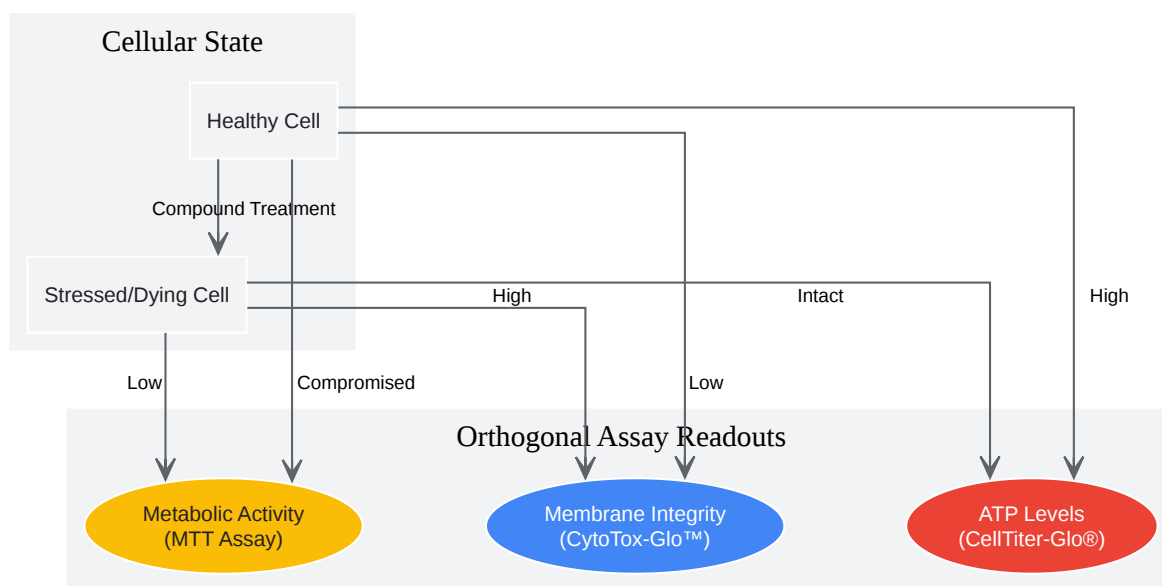 Cellular State
Healthy Cell
Compound Treatment
Stressed/Dying Cell
High
Intact
High
Low
Compromised
Low
Orthogonal Assay Readouts
Metabolic Activity
(MTT Assay)
Membrane Integrity
(CytoTox-Glo™)
ATP Levels
(CellTiter-Glo®)